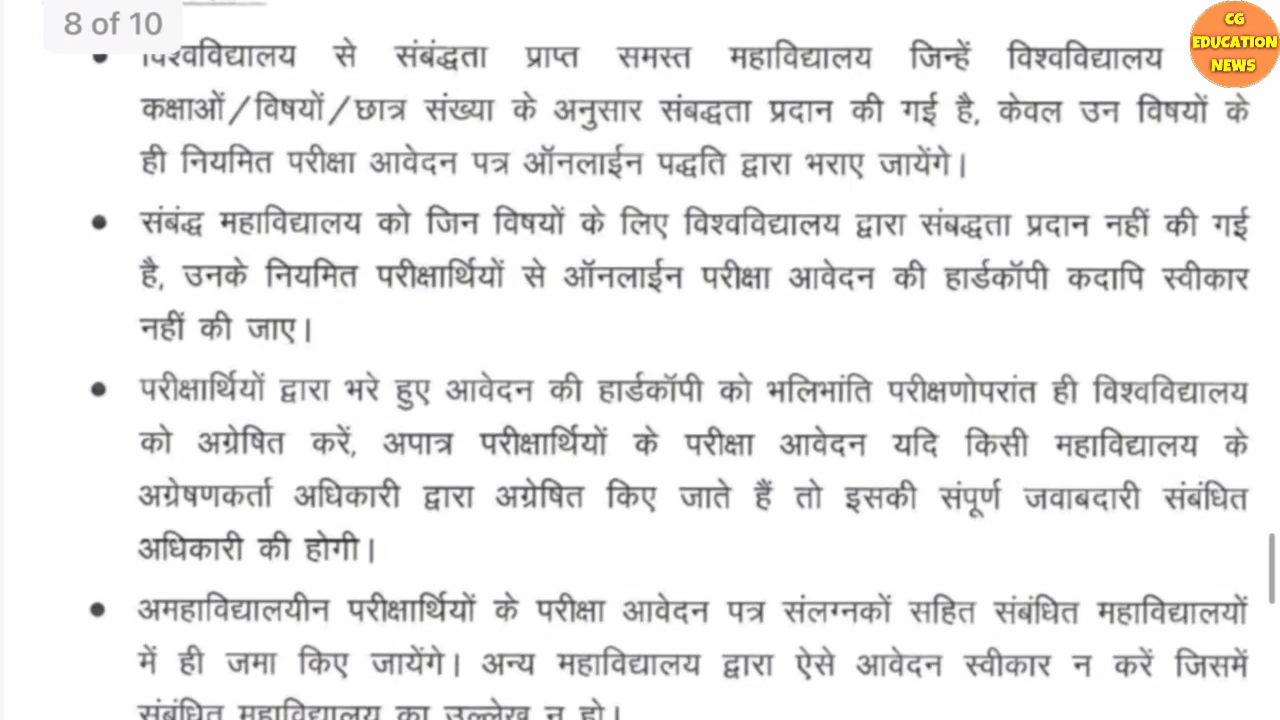 8 of 10
CG
EDUCATION
NEWS
विश्वविद्यालय से संबंद्धता प्राप्त समस्त महाविद्यालय जिन्हें विश्वविद्यालय
कक्षाओं/विषयों/छात्र संख्या के अनुसार संबद्धता प्रदान की गई है, केवल उन विषयों के
ही नियमित परीक्षा आवेदन पत्र ऑनलाईन पद्धति द्वारा भराए जायेंगे।
संबंद्ध महाविद्यालय को जिन विषयों के लिए विश्वविद्यालय द्वारा संबद्धता प्रदान नहीं की गई
है, उनके नियमित परीक्षार्थियों से ऑनलाईन परीक्षा आवेदन की हार्डकॉपी कदापि स्वीकार
नहीं की जाए।
परीक्षार्थियों द्वारा भरे हुए आवेदन की हार्डकॉपी को भलिभांति परीक्षणोपरांत ही विश्वविद्यालय
को अग्रेषित करें, अपात्र परीक्षार्थियों के परीक्षा आवेदन यदि किसी महाविद्यालय के
अग्रेषणकर्ता अधिकारी द्वारा अग्रेषित किए जाते हैं तो इसकी संपूर्ण जवाबदारी संबंधित
अधिकारी की होगी।
अमहाविद्यालयीन परीक्षार्थियों के परीक्षा आवेदन पत्र संलग्नकों सहित संबंधित महाविद्यालयों
में ही जमा किए जायेंगे। अन्य महाविद्यालय द्वारा ऐसे आवेदन स्वीकार न करें जिसमें
संबंधित महाविद्यालय का उल्लेख न हो।